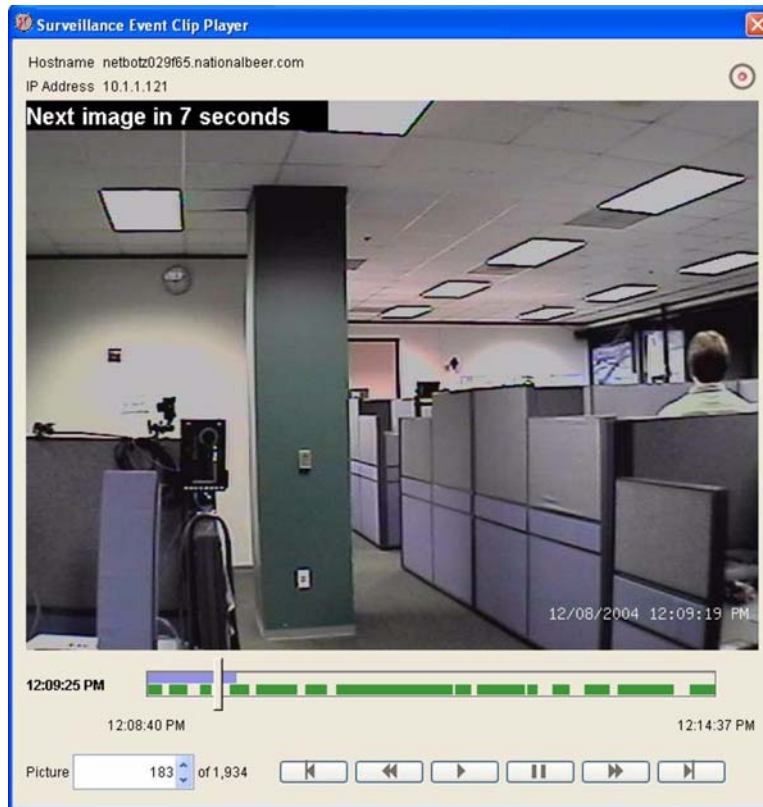 Surveillance Event Clip Player
Hostname netbotz029f65.nationalbeer.com
IP Address 10.1.1.121
Next image in 7 seconds
12/08/2004 12:09:19 PM
12:09:25 PM
12:08:40 PM 12:14:37 PM
Picture 183 of 1,934